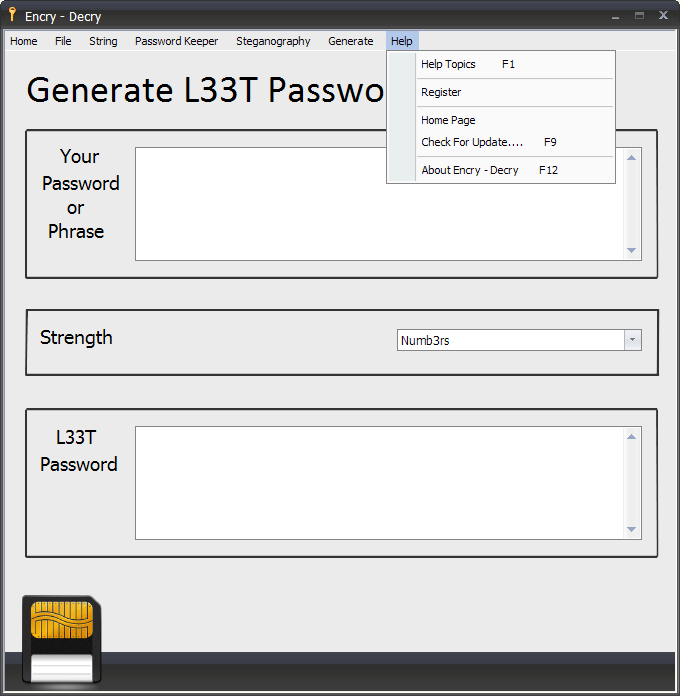 Encry - Decry
Home File String Password Keeper Steganography Generate Help
Help Topics F1
Register
Home Page
Check For Update.... F9
About Encry - Decry F12
Generate L33T Passwo
Your
Password
or
Phrase
Strength
Numb3rs
L33T
Password